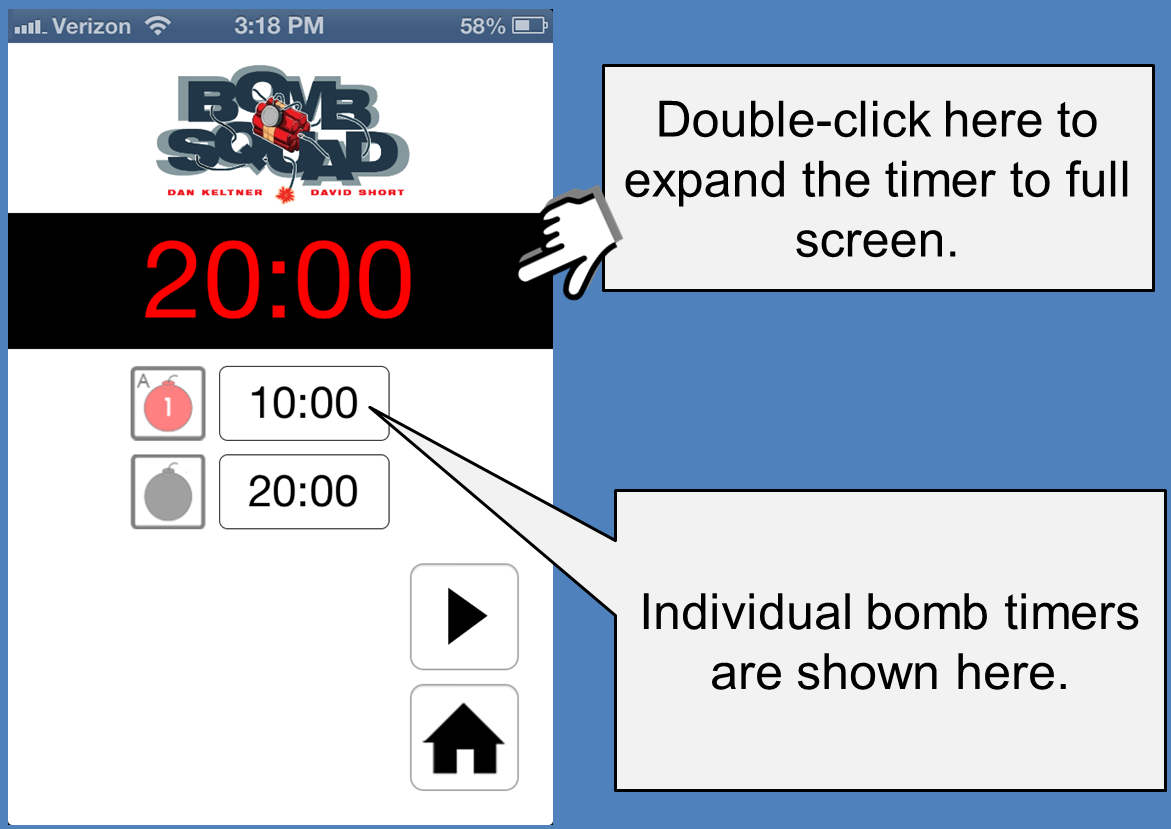 Verizon 3:18 PM 58%
BOMB
SQUAD
DAN KELTNER DAVID SHORT
Double-click here to
expand the timer to full
screen.
20:00
A
1
10:00
20:00
Individual bomb timers
are shown here.